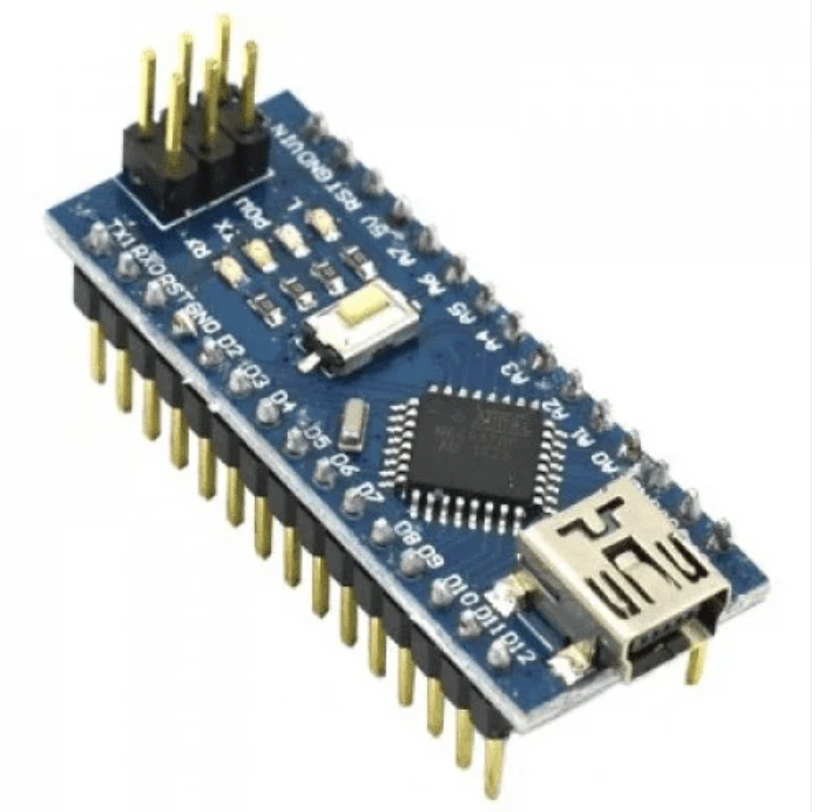 VIN
GND
RST
5V
A7
A6
A5
A4
A3
A2
A1
A0
L
POW
TX
RX
TX1
RX0
RST
GND
D2
D3
D4
D5
D6
D7
D8
D9
D10
D11
D12
ATMEL